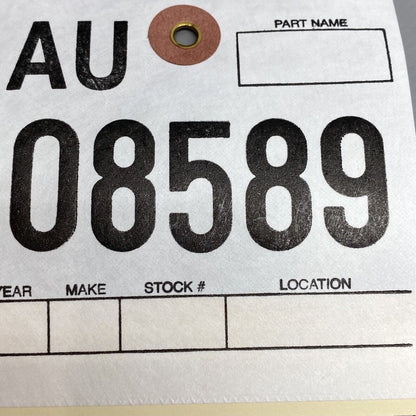 AU
PART NAME
08589
YEAR MAKE STOCK # LOCATION